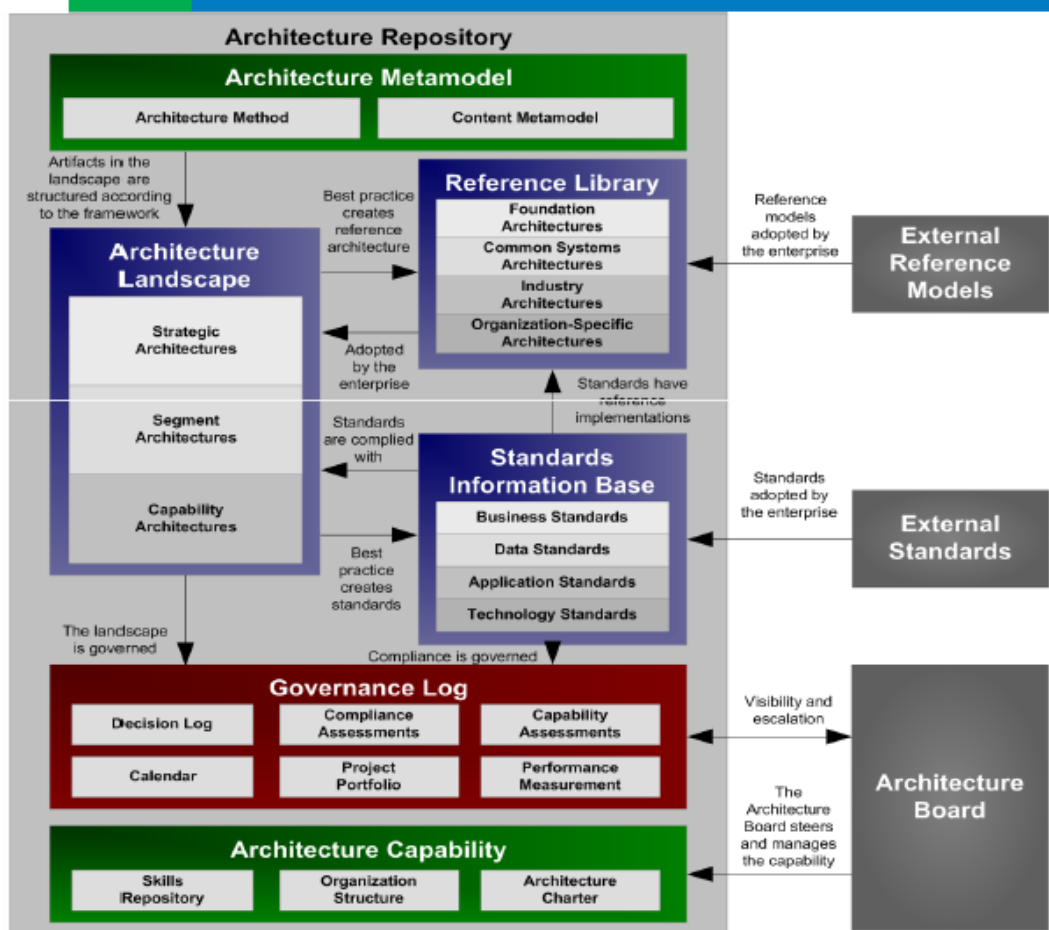 Architecture Repository
Architecture Metamodel
Architecture Method
Content Metamodel
Artifacts in the
landscape are
structured according
to the framework
Best practice
creates
reference
architecture
Reference Library
Foundation
Architectures
Common Systems
Architectures
Industry
Architectures
Organization-Specific
Architectures
Reference
models
adopted by
the enterprise
External
Reference
Models
Architecture
Landscape
Strategic
Architectures
Segment
Architectures
Capability
Architectures
Adopted
by the
enterprise
Standards have
reference
implementations
Standards
are complied
with
Standards
Information Base
Business Standards
Data Standards
Application Standards
Technology Standards
Standards
adopted by
the enterprise
External
Standards
Best
practice
creates
standards
The landscape
is governed
Compliance is governed
Governance Log
Decision Log
Compliance
Assessments
Capability
Assessments
Calendar
Project
Portfolio
Performance
Measurement
Visibility and
escalation
Architecture
Board
The
Architecture
Board steers
and manages
the capability
Architecture Capability
Skills
Repository
Organization
Structure
Architecture
Charter